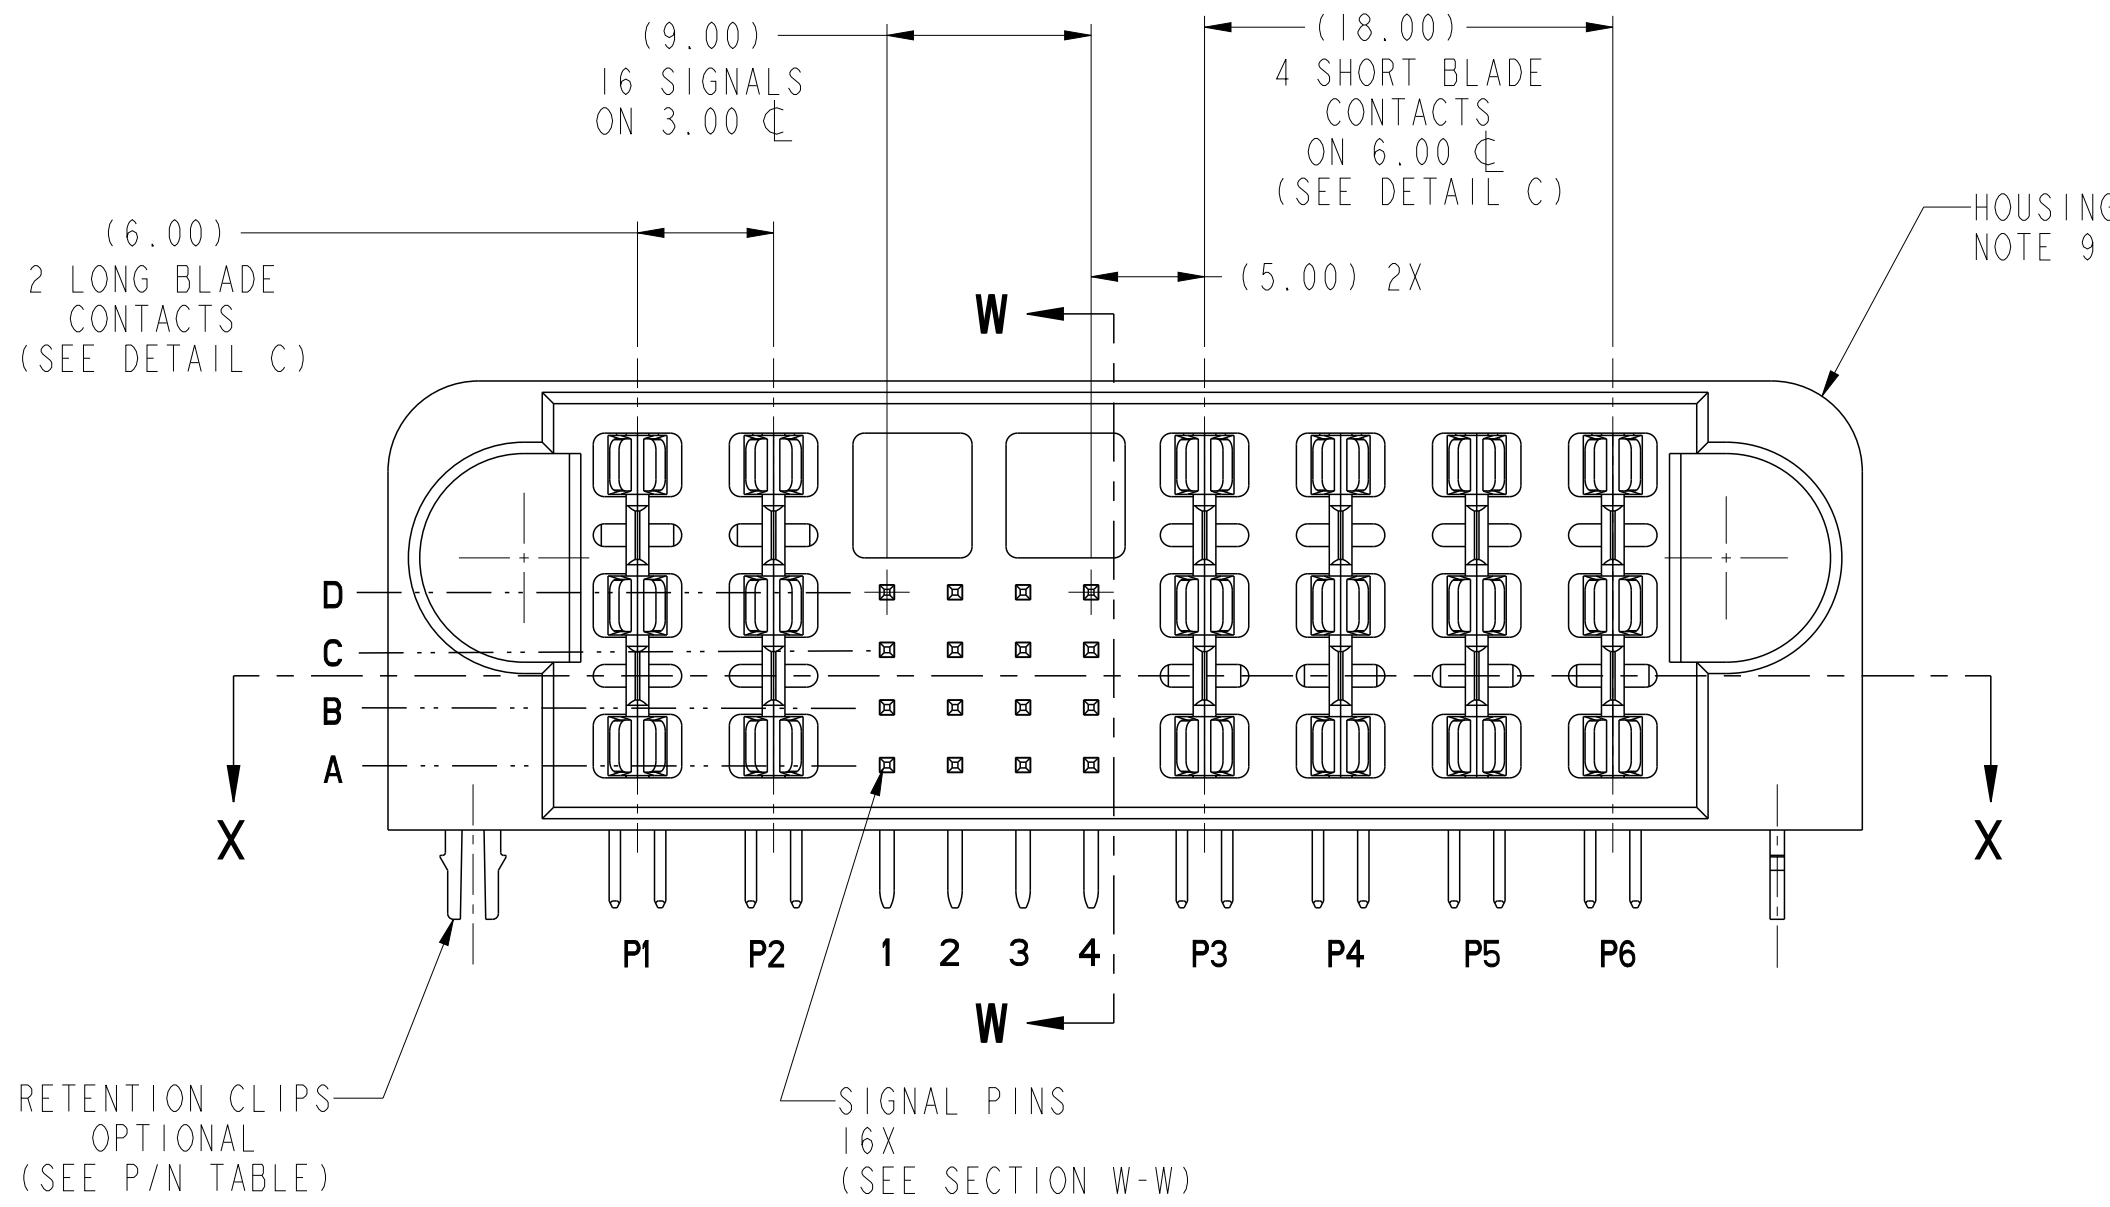 (9.00)
16 SIGNALS
ON 3.00 ℄
(18.00)
4 SHORT BLADE
CONTACTS
ON 6.00 ℄
(SEE DETAIL C)
HOUSING
NOTE 9
(6.00)
2 LONG BLADE
CONTACTS
(SEE DETAIL C)
(5.00) 2X
W
D
C
B
A
X
X
P1 P2 1 2 3 4 P3 P4 P5 P6
W
RETENTION CLIPS
OPTIONAL
(SEE P/N TABLE)
SIGNAL PINS
16X
(SEE SECTION W-W)